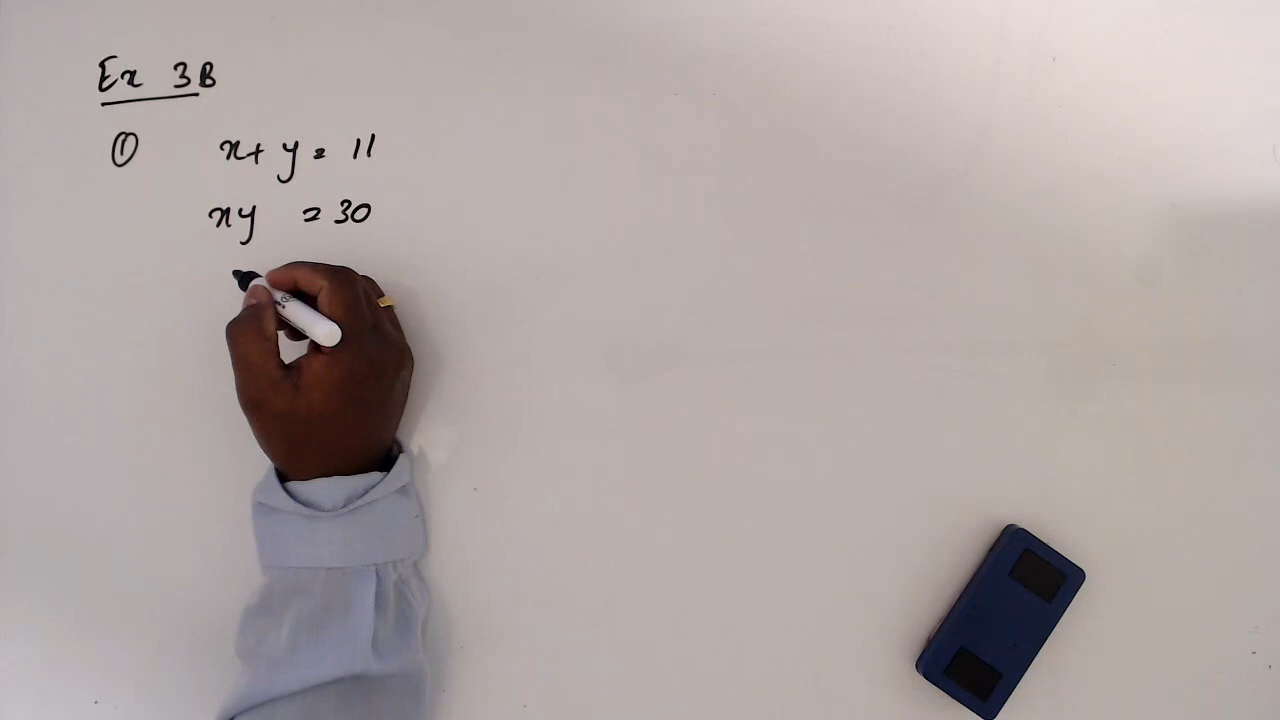 Ex 3B
① x + y = 11
xy = 30